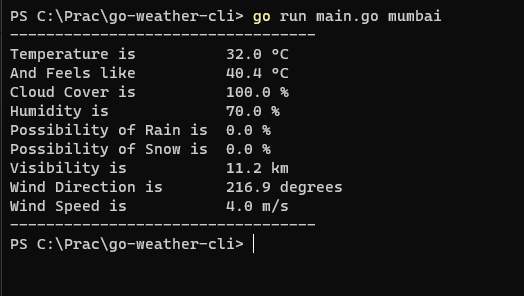 PS C:\Prac\go-weather-cli> go run main.go mumbai
----------------------------------
Temperature is            32.0 °C
And Feels like            40.4 °C
Cloud Cover is            100.0 %
Humidity is               70.0 %
Possibility of Rain is  0.0 %
Possibility of Snow is  0.0 %
Visibility is             11.2 km
Wind Direction is         216.9 degrees
Wind Speed is             4.0 m/s
----------------------------------
PS C:\Prac\go-weather-cli>